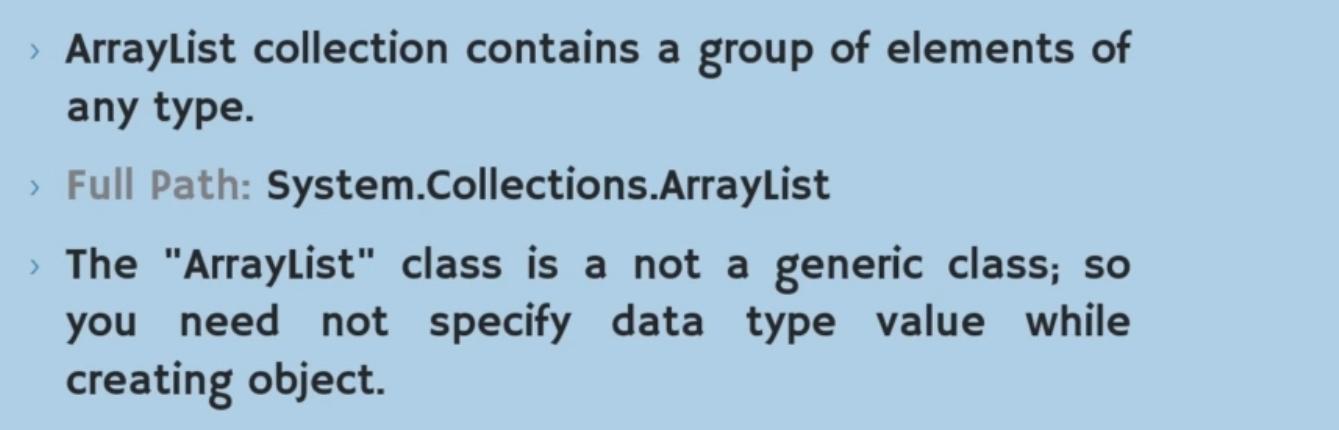 ArrayList collection contains a group of elements of
any type.
Full Path: System.Collections.ArrayList
The "ArrayList" class is a not a generic class; so
you need not specify data type value while
creating object.